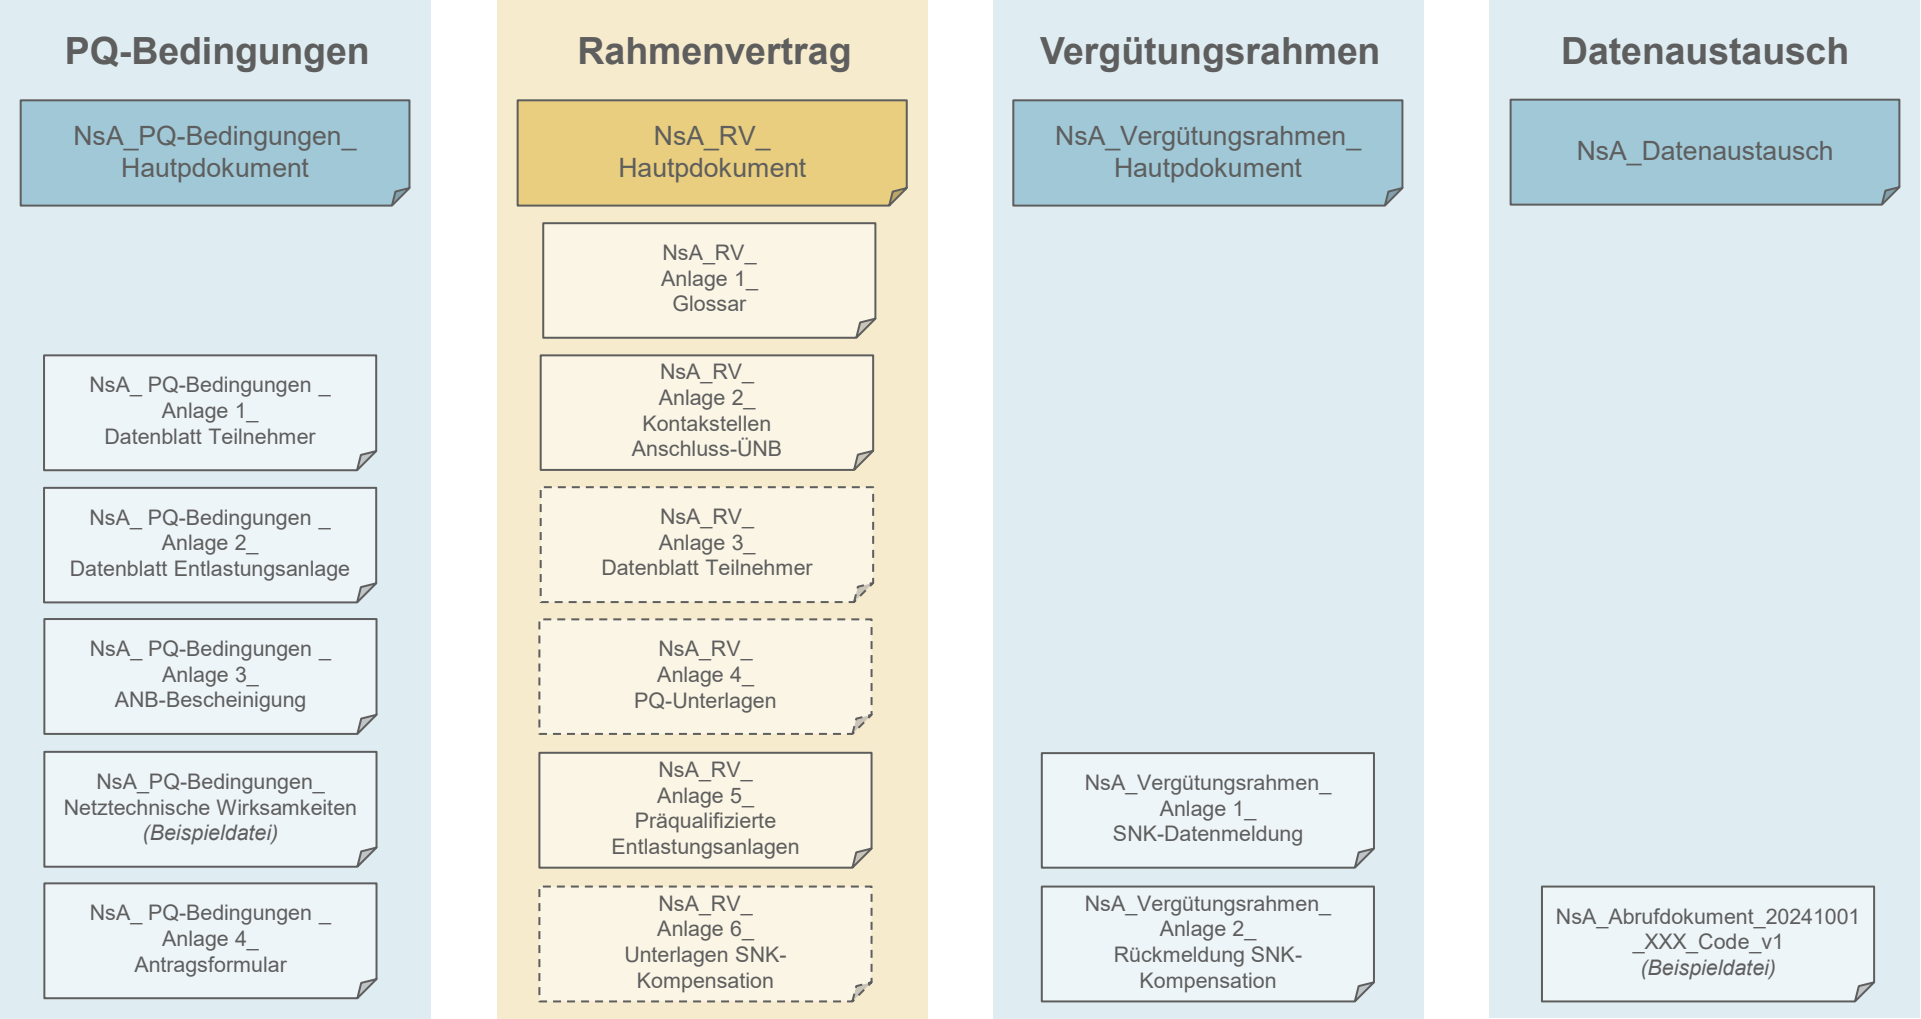 PQ-Bedingungen
NsA_PQ-Bedingungen_
Hautpdokument
NsA_ PQ-Bedingungen _
Anlage 1_
Datenblatt Teilnehmer
NsA_ PQ-Bedingungen _
Anlage 2_
Datenblatt Entlastungsanlage
NsA_ PQ-Bedingungen _
Anlage 3_
ANB-Bescheinigung
NsA_PQ-Bedingungen_
Netztechnische Wirksamkeiten
(Beispieldatei)
NsA_ PQ-Bedingungen _
Anlage 4_
Antragsformular
Rahmenvertrag
NsA_RV_
Hautpdokument
NsA_RV_
Anlage 1_
Glossar
NsA_RV_
Anlage 2_
Kontakstellen
Anschluss-ÜNB
NsA_RV_
Anlage 3_
Datenblatt Teilnehmer
NsA_RV_
Anlage 4_
PQ-Unterlagen
NsA_RV_
Anlage 5_
Präqualifizierte
Entlastungsanlagen
NsA_RV_
Anlage 6_
Unterlagen SNK-
Kompensation
Vergütungsrahmen
NsA_Vergütungsrahmen_
Hautpdokument
NsA_Vergütungsrahmen_
Anlage 1_
SNK-Datenmeldung
NsA_Vergütungsrahmen_
Anlage 2_
Rückmeldung SNK-
Kompensation
Datenaustausch
NsA_Datenaustausch
NsA_Abrufdokument_20241001
_XXX_Code_v1
(Beispieldatei)